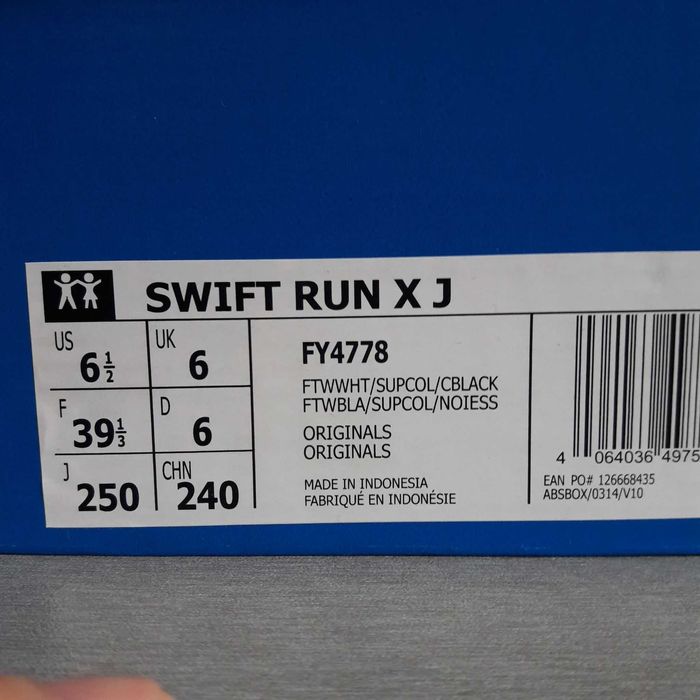 SWIFT RUN X J
US 6 1/2 UK 6
F 39 1/3 D 6
J 250 CHN 240
FY4778
FTWWHT/SUPCOL/CBLACK
FTWBLA/SUPCOL/NOIESS
ORIGINALS
ORIGINALS
MADE IN INDONESIA
FABRIQUÉ EN INDONÉSIE
4 064036 4975
EAN PO# 126668435
ABSBOX/0314/V10